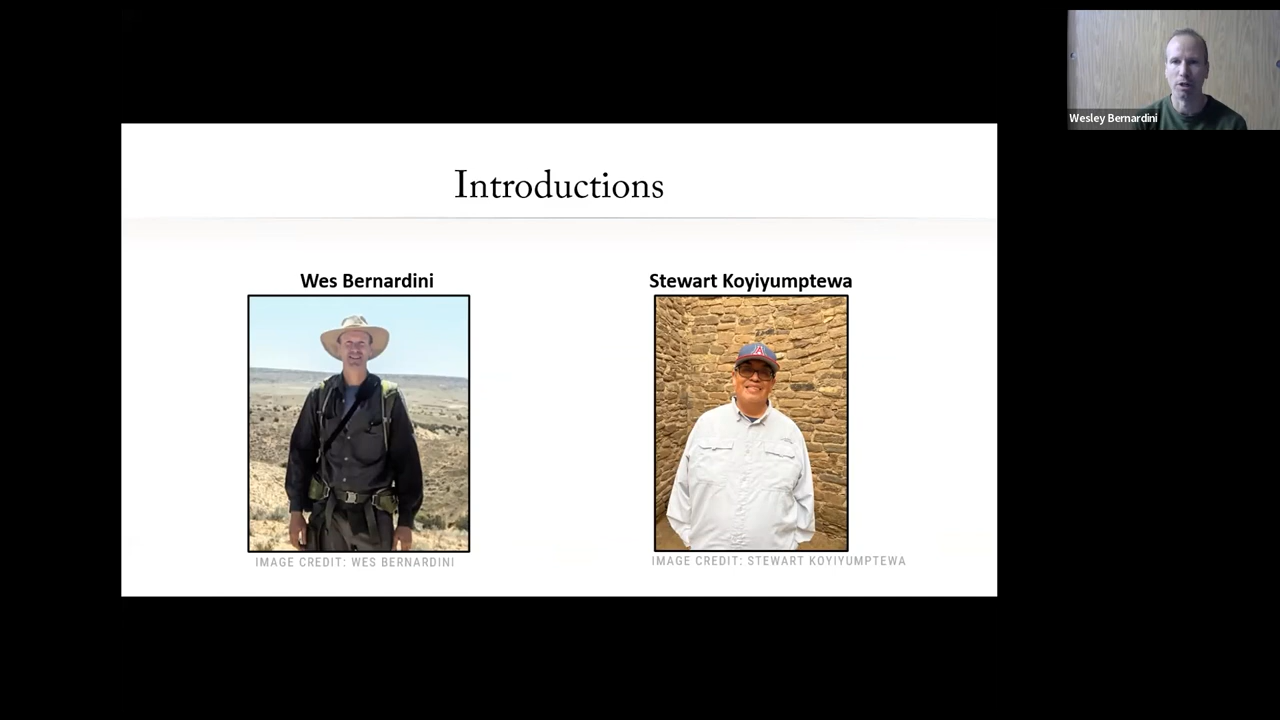 Introductions
Wes Bernardini
Stewart Koyiyumptewa
A
IMAGE CREDIT: WES BERNARDINI
IMAGE CREDIT: STEWART KOYIYUMPTEWA
Wesley Bernardini